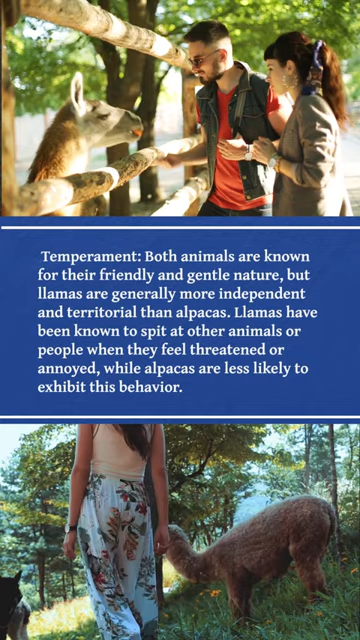 Temperament: Both animals are known
for their friendly and gentle nature, but
llamas are generally more independent
and territorial than alpacas. Llamas have
been known to spit at other animals or
people when they feel threatened or
annoyed, while alpacas are less likely to
exhibit this behavior.